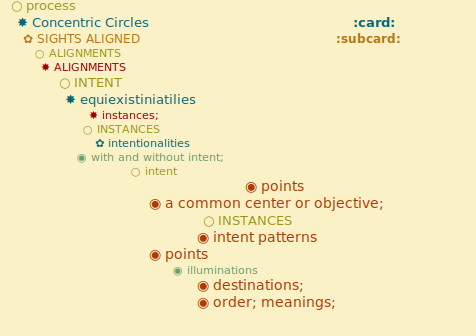 ○ process
✸ Concentric Circles :card:
✿ SIGHTS ALIGNED :subcard:
○ ALIGNMENTS
✸ ALIGNMENTS
○ INTENT
✸ equiexistiniatilies
✸ instances;
○ INSTANCES
✿ intentionalities
◉ with and without intent;
○ intent
◉ points
◉ a common center or objective;
○ INSTANCES
◉ intent patterns
◉ points
◉ illuminations
◉ destinations;
◉ order; meanings;